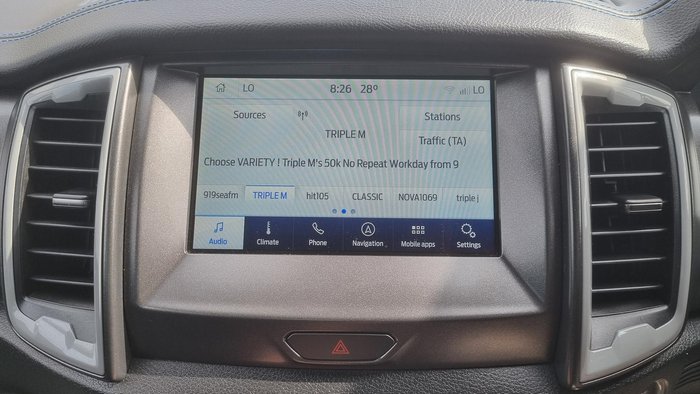 LO 8:26 28° LO
Sources Stations
TRIPLE M
Traffic (TA)
Choose VARIETY ! Triple M's 50k No Repeat Workday from 9
919seafm TRIPLE M hit105 CLASSIC NOVA1069 triple j
Audio Climate Phone Navigation Mobile apps Settings